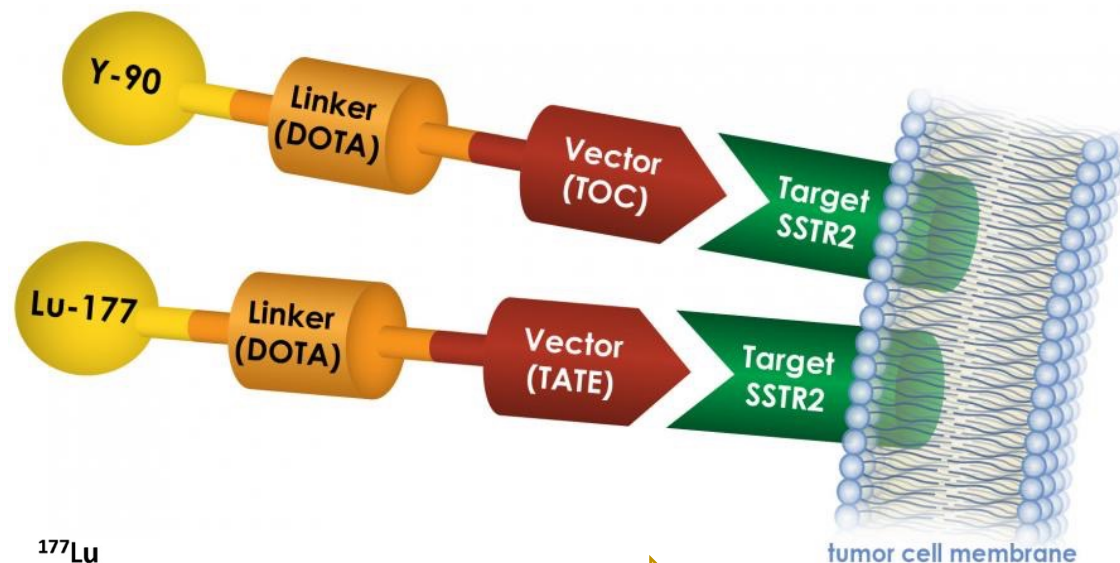 Y-90
Linker
(DOTA)
Vector
(TOC)
Target
SSTR2
Lu-177
Linker
(DOTA)
Vector
(TATE)
Target
SSTR2
¹⁷⁷Lu
tumor cell membrane